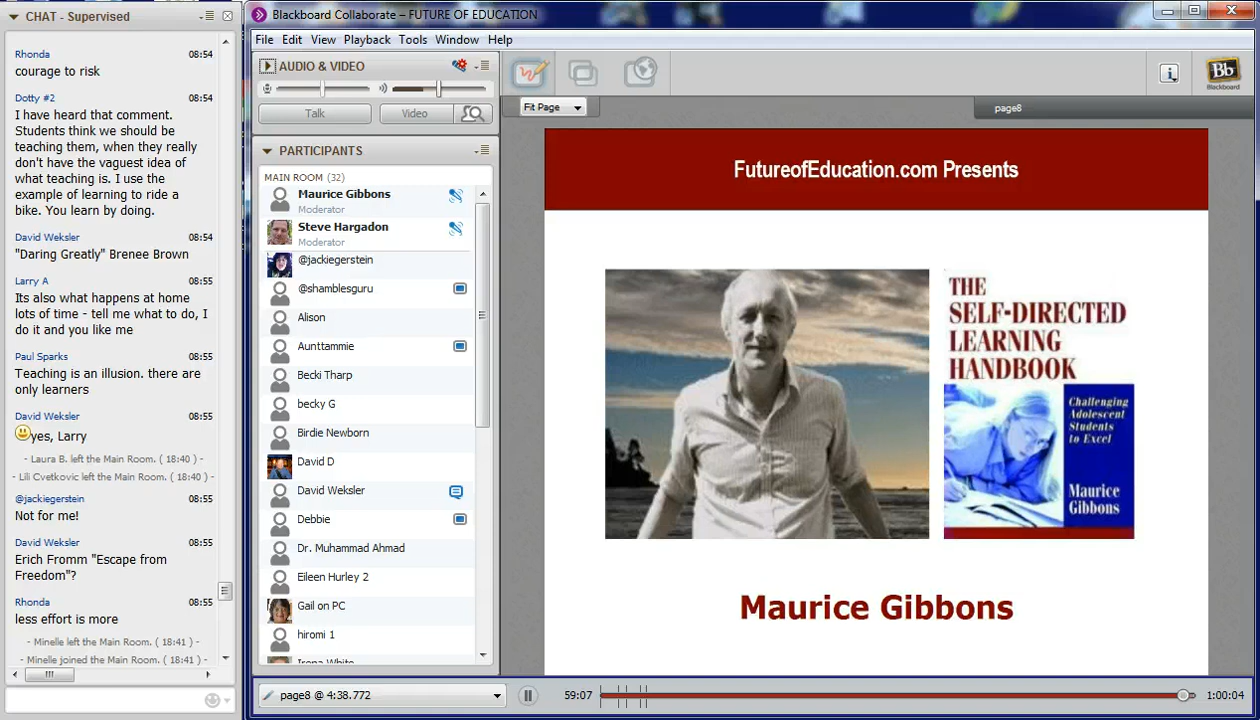 CHAT - Supervised
Rhonda 08:54
courage to risk
Dotty #2 08:54
I have heard that comment.
Students think we should be
teaching them, when they really
don't have the vaguest idea of
what teaching is. I use the
example of learning to ride a
bike. You learn by doing.
David Weksler 08:54
"Daring Greatly" Brenee Brown
Larry A 08:55
Its also what happens at home
lots of time - tell me what to do, I
do it and you like me
Paul Sparks 08:55
Teaching is an illusion. there are
only learners
David Weksler 08:55
yes, Larry
- Laura B. left the Main Room. ( 18:40 ) -
- Lili Cvetkovic left the Main Room. ( 18:40 ) -
@jackiegerstein 08:55
Not for me!
David Weksler 08:55
Erich Fromm "Escape from
Freedom"?
Rhonda 08:55
less effort is more
- Minelle left the Main Room. ( 18:41 ) -
- Minelle joined the Main Room. ( 18:41 ) -
Blackboard Collaborate – FUTURE OF EDUCATION
File Edit View Playback Tools Window Help
AUDIO & VIDEO
Talk Video
PARTICIPANTS
MAIN ROOM (32)
Maurice Gibbons
Moderator
Steve Hargadon
Moderator
@jackiegerstein
@shamblesguru
Alison
Aunttammie
Becki Tharp
becky G
Birdie Newborn
David D
David Weksler
Debbie
Dr. Muhammad Ahmad
Eileen Hurley 2
Gail on PC
hiromi 1
Irena White
Bb
Blackboard
Fit Page
page8
FutureofEducation.com Presents
THE
SELF-DIRECTED
LEARNING
HANDBOOK
Challenging
Adolescent
Students
to Excel
Maurice
Gibbons
Maurice Gibbons
page8 @ 4:38.772
59:07
1:00:04